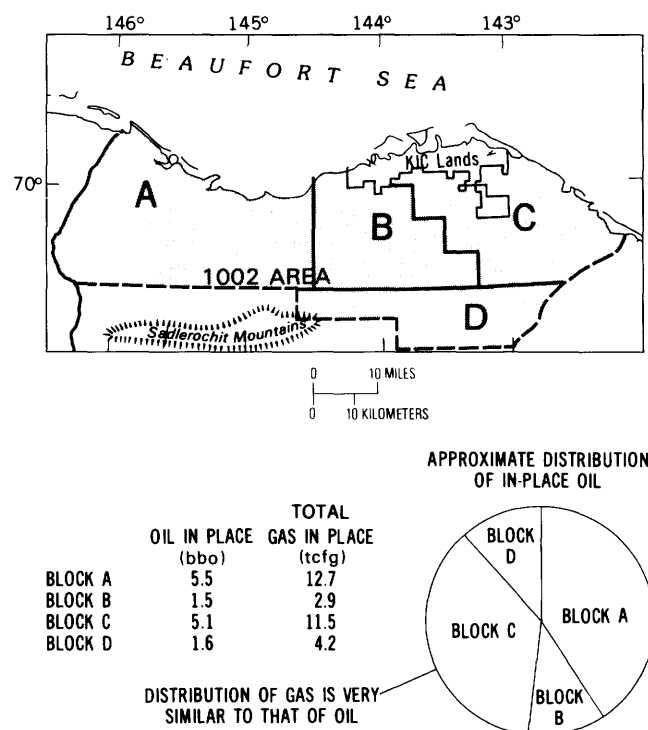 146° 145° 144° 143°
BEAUFORT SEA
KIC Lands
70°
A
B
C
1002 AREA
D
Sadlerochit Mountains
0 10 MILES
0 10 KILOMETERS
APPROXIMATE DISTRIBUTION
OF IN-PLACE OIL
TOTAL
OIL IN PLACE GAS IN PLACE
(bbo) (tcfg)
BLOCK A 5.5 12.7
BLOCK B 1.5 2.9
BLOCK C 5.1 11.5
BLOCK D 1.6 4.2
BLOCK
D
BLOCK A
BLOCK C
BLOCK
B
DISTRIBUTION OF GAS IS VERY
SIMILAR TO THAT OF OIL